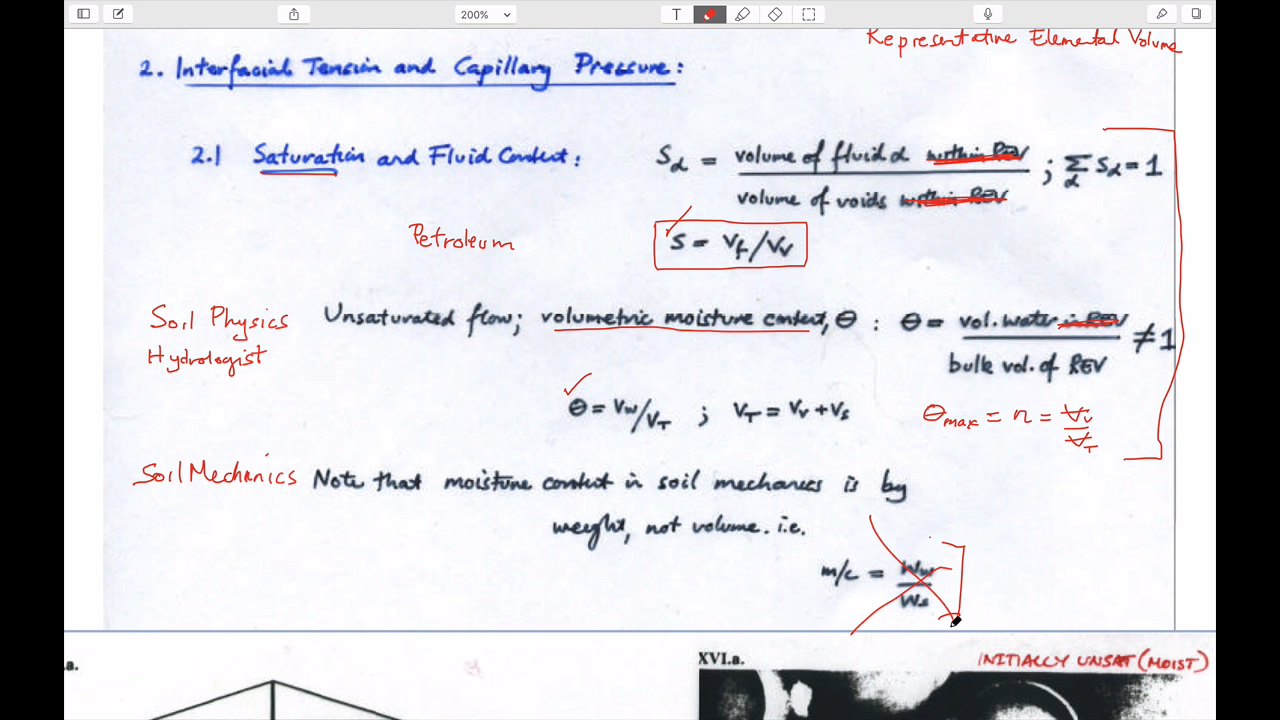 200%
T
Representative Elemental Volume
2. Interfacial Tension and Capillary Pressure:
2.1 Saturation and Fluid Content: Sα = volume of fluid α within REV / volume of voids within REV ; Σα Sα = 1
Petroleum S = Vf/Vv
Soil Physics Unsaturated flow; volumetric moisture content, θ : θ = vol. water in REV / bulk vol. of REV ≠ 1
Hydrologist
θ = Vw/VT ; VT = Vv + Vs θmax = n = Vv/VT
Soil Mechanics Note that moisture content in soil mechanics is by
weight, not volume. i.e.
m/c = Ww/Ws
.a. XVI.a. INITIALLY UNSAT (MOIST)